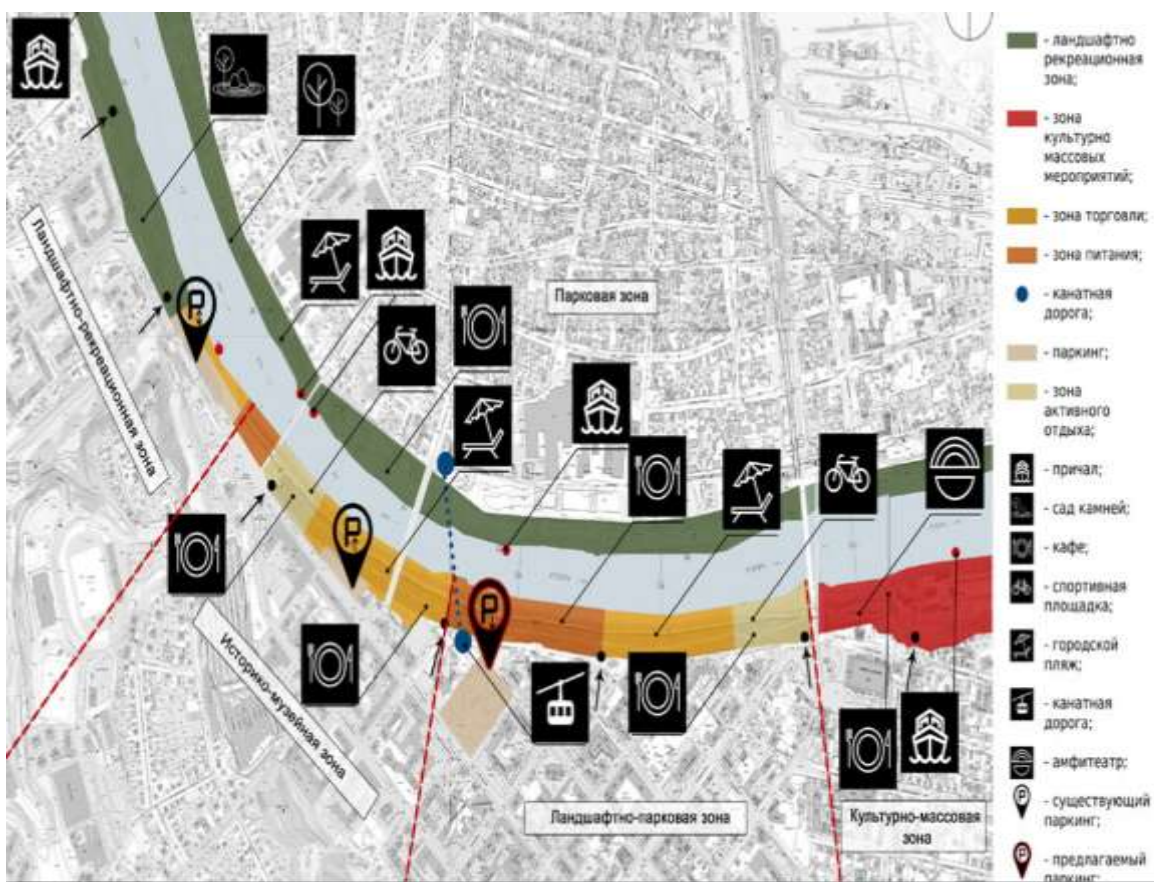 Ландшафтно-рекреационная зона
Историко-музейная зона
Парковая зона
Ландшафтно-парковая зона
Культурно-массовая
зона
P
P
P
- ландшафтно
рекреационная
зона;
- зона
культурно
массовых
мероприятий;
- зона торговли;
- зона питания;
- канатная
дорога;
- паркинг;
- зона
активного
отдыха;
- причал;
- сад камней;
- кафе;
- спортивная
площадка;
- городской
пляж;
- канатная
дорога;
- амфитеатр;
P
- существующий
паркинг;
P
- предлагаемый
паркинг;